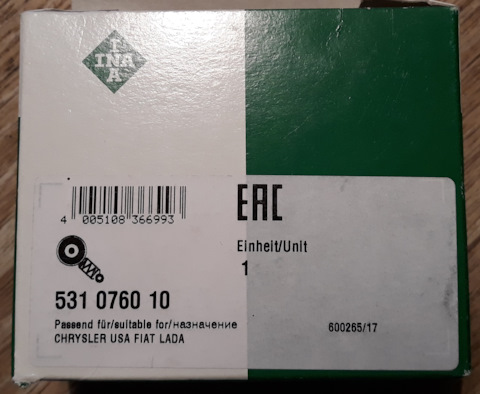 I
INA
A
4 005108 366993
EAC
Einheit/Unit
1
531 0760 10
Passend für/suitable for/назначение
CHRYSLER USA FIAT LADA
600265/17